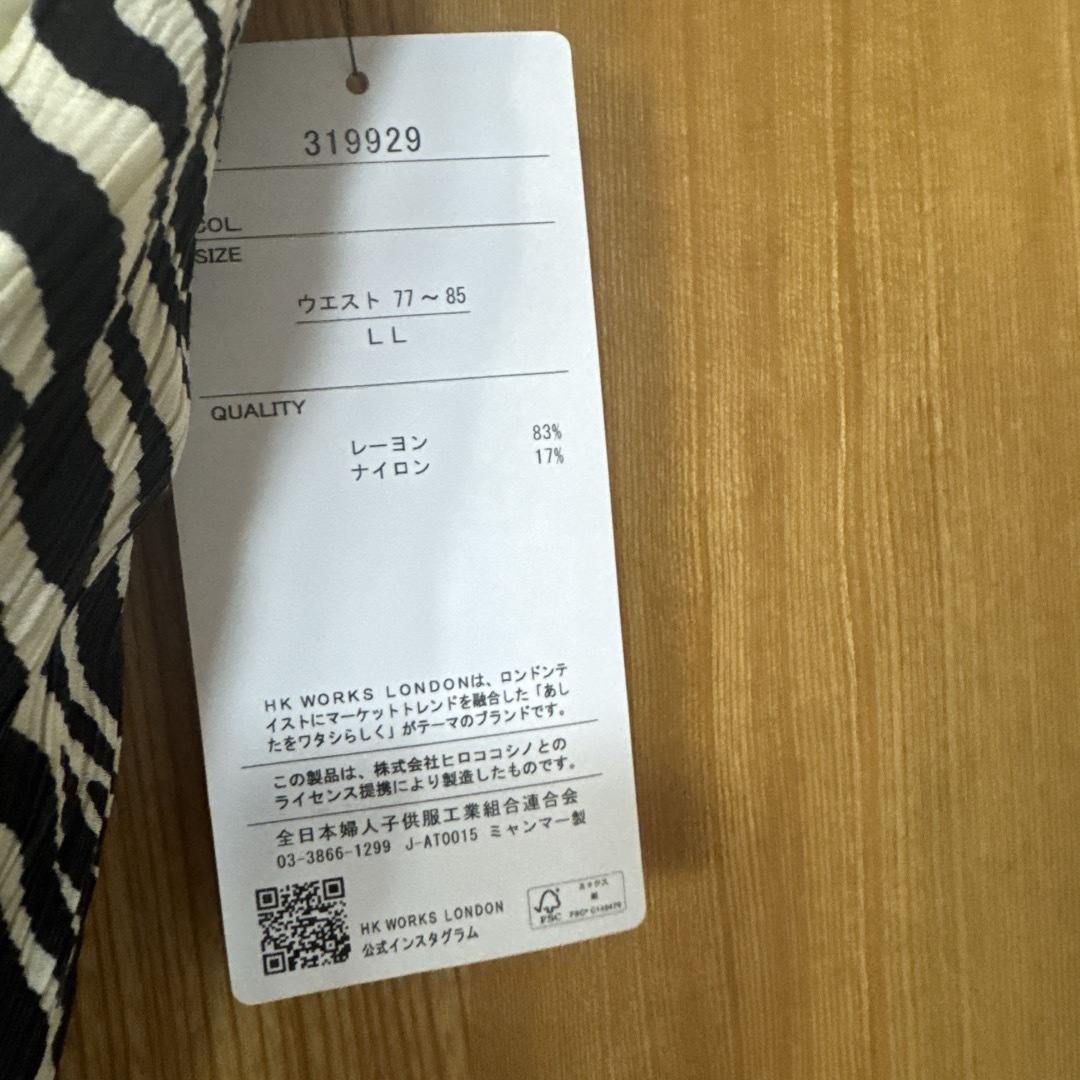 319929
COL.
SIZE
ウエスト 77～85
LL
QUALITY
レーヨン 83%
ナイロン 17%
HK WORKS LONDONは、ロンドンテ
イストにマーケットトレンドを融合した「あし
たをワタシらしく」がテーマのブランドです。
この製品は、株式会社ヒロココシノとの
ライセンス提携により製造したものです。
全日本婦人子供服工業組合連合会
03-3866-1299 J-AT0015 ミャンマー製
HK WORKS LONDON
公式インスタグラム
ミックス
紙
FSC